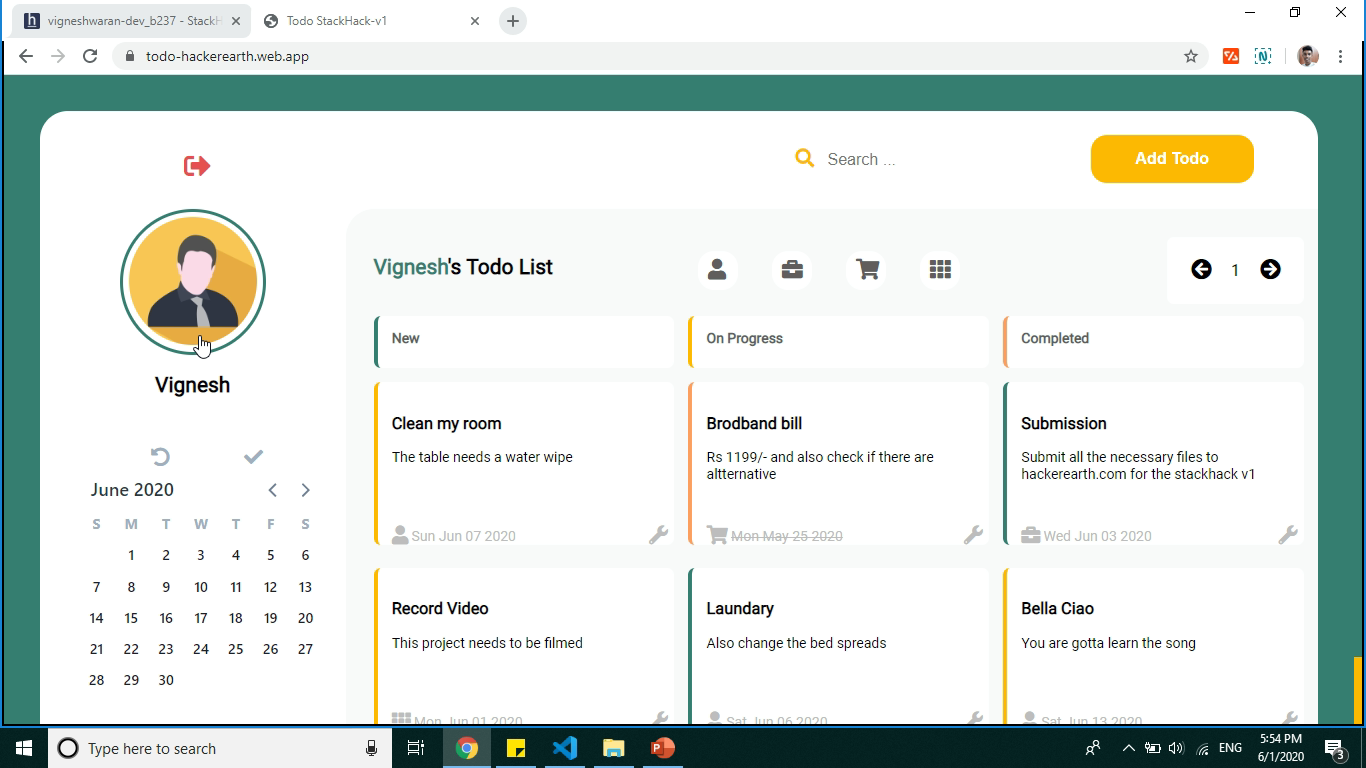 vigneshwaran-dev_b237 - StackH
Todo StackHack-v1
todo-hackerearth.web.app
Search ...
Add Todo
Vignesh's Todo List
1
Vignesh
New
On Progress
Completed
Clean my room
The table needs a water wipe
Sun Jun 07 2020
Brodband bill
Rs 1199/- and also check if there are
altternative
Mon May 25 2020
Submission
Submit all the necessary files to
hackerearth.com for the stackhack v1
Wed Jun 03 2020
June 2020
S M T W T F S
1 2 3 4 5 6
7 8 9 10 11 12 13
14 15 16 17 18 19 20
21 22 23 24 25 26 27
28 29 30
Record Video
This project needs to be filmed
Mon Jun 01 2020
Laundary
Also change the bed spreads
Sat Jun 06 2020
Bella Ciao
You are gotta learn the song
Sat Jun 13 2020
Type here to search
ENG
5:54 PM
6/1/2020
3